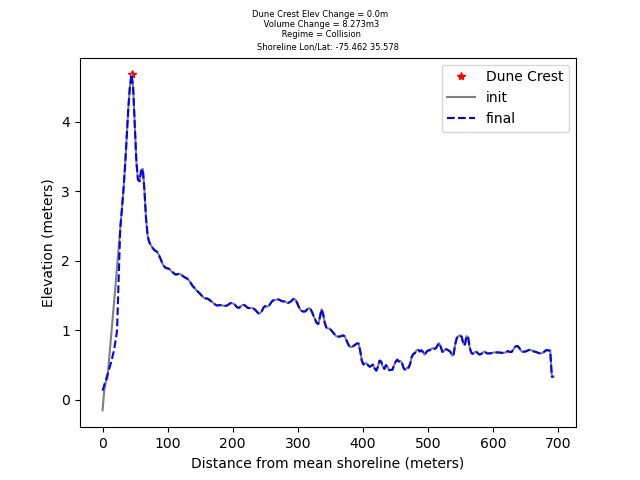 Dune Crest Elev Change = 0.0m
Volume Change = 8.273m3
Regime = Collision
Shoreline Lon/Lat: -75.462 35.578
Dune Crest
init
final
Elevation (meters)
4
3
2
1
0
0 100 200 300 400 500 600 700
Distance from mean shoreline (meters)